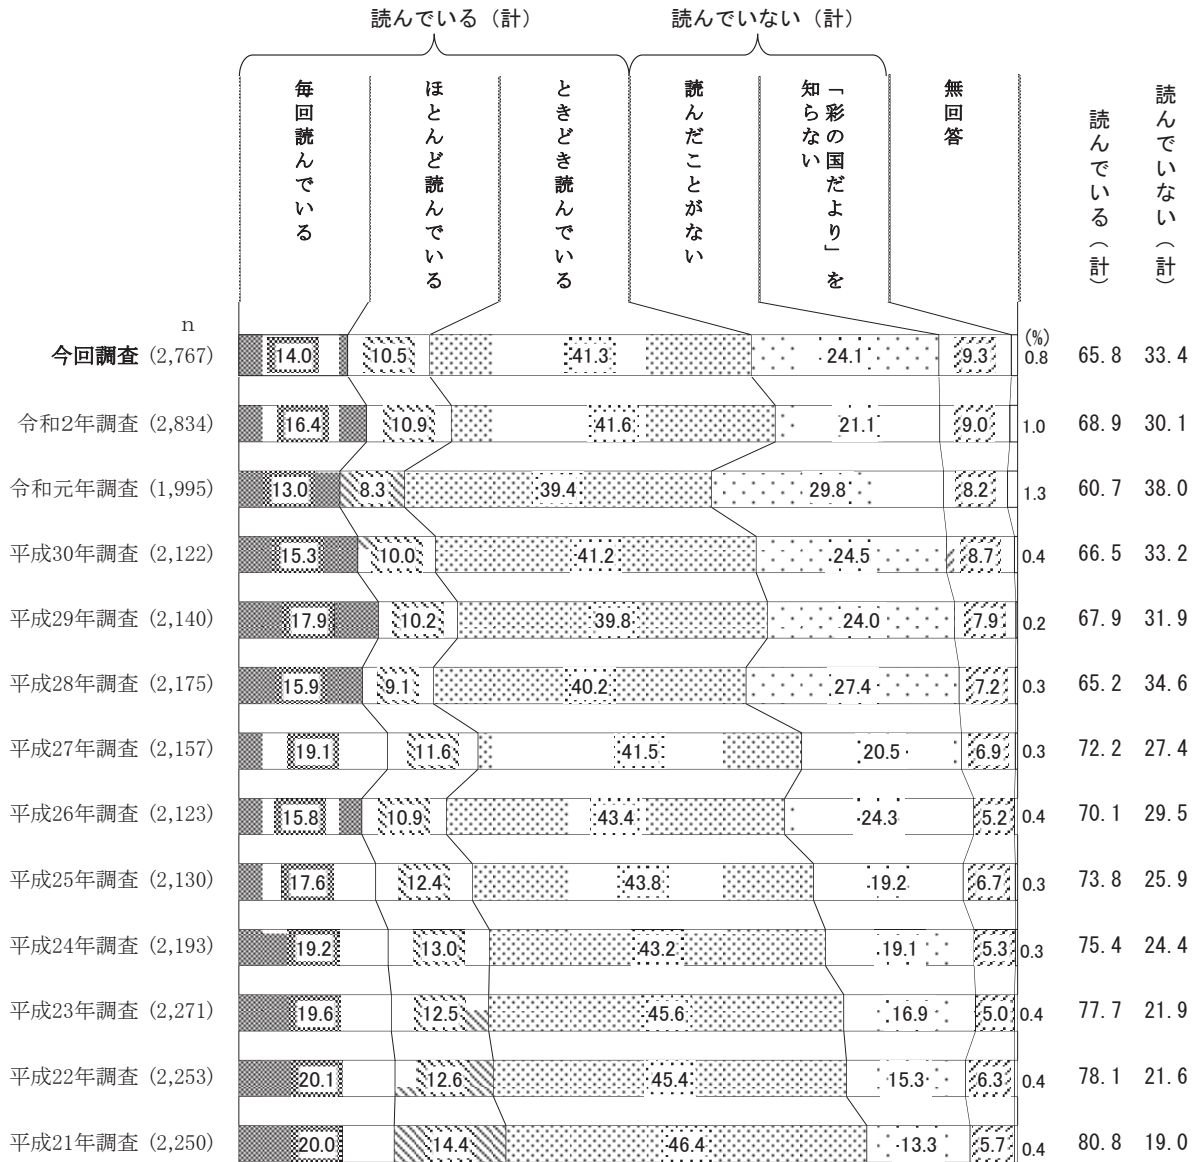 読んでいる（計）
読んでいない（計）
毎回読んでいる
ほとんど読んでいる
ときどき読んでいる
読んだことがない
「彩の国だより」を
知らない
無回答
読んでいる（計）
読んでいない（計）
n
(%)
今回調査 (2,767) 14.0 10.5 41.3 24.1 9.3 0.8 65.8 33.4
令和2年調査 (2,834) 16.4 10.9 41.6 21.1 9.0 1.0 68.9 30.1
令和元年調査 (1,995) 13.0 8.3 39.4 29.8 8.2 1.3 60.7 38.0
平成30年調査 (2,122) 15.3 10.0 41.2 24.5 8.7 0.4 66.5 33.2
平成29年調査 (2,140) 17.9 10.2 39.8 24.0 7.9 0.2 67.9 31.9
平成28年調査 (2,175) 15.9 9.1 40.2 27.4 7.2 0.3 65.2 34.6
平成27年調査 (2,157) 19.1 11.6 41.5 20.5 6.9 0.3 72.2 27.4
平成26年調査 (2,123) 15.8 10.9 43.4 24.3 5.2 0.4 70.1 29.5
平成25年調査 (2,130) 17.6 12.4 43.8 19.2 6.7 0.3 73.8 25.9
平成24年調査 (2,193) 19.2 13.0 43.2 19.1 5.3 0.3 75.4 24.4
平成23年調査 (2,271) 19.6 12.5 45.6 16.9 5.0 0.4 77.7 21.9
平成22年調査 (2,253) 20.1 12.6 45.4 15.3 6.3 0.4 78.1 21.6
平成21年調査 (2,250) 20.0 14.4 46.4 13.3 5.7 0.4 80.8 19.0